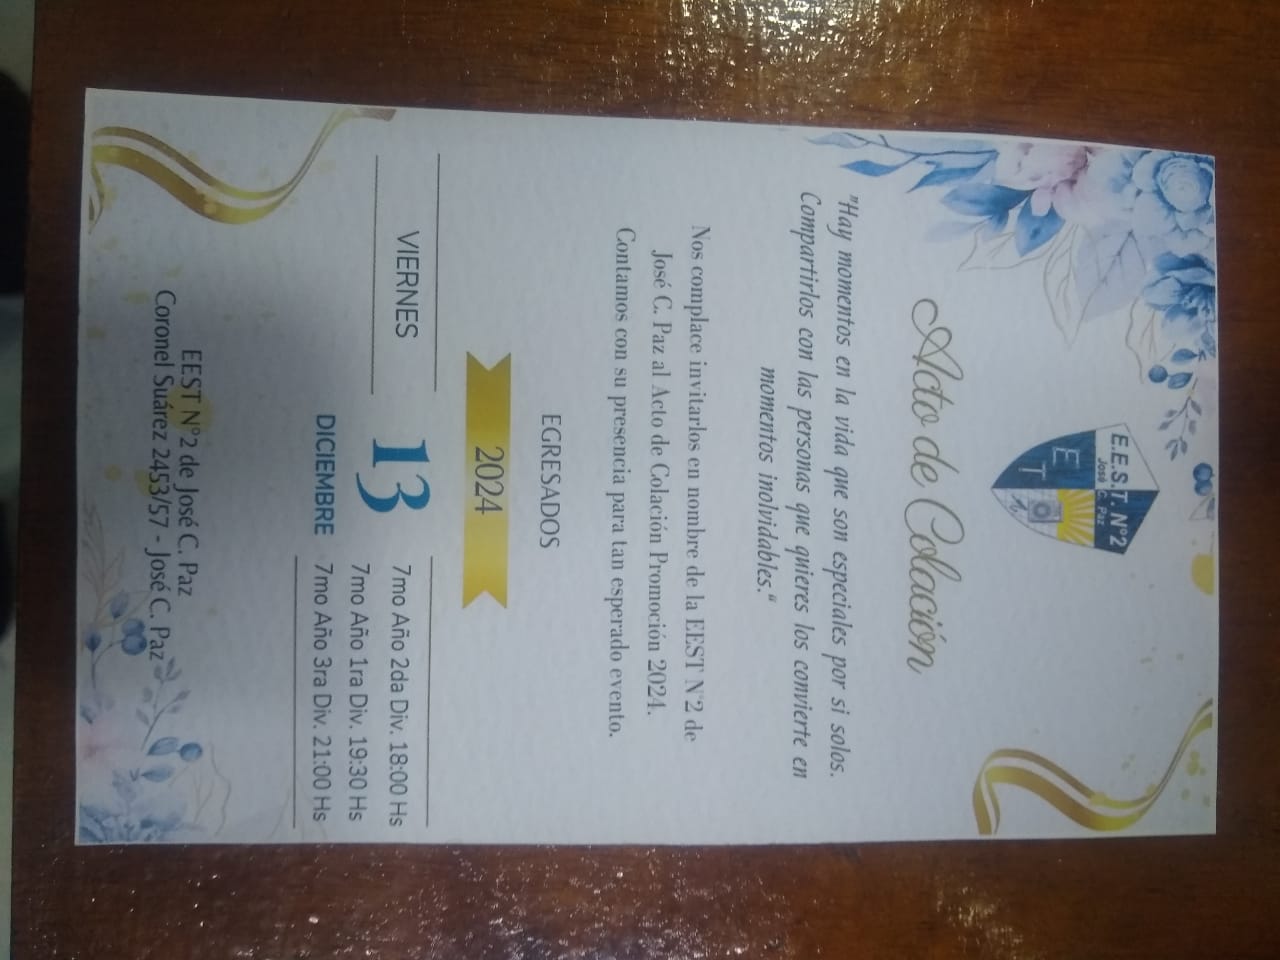 E.E.S.T. N°2
José C. Paz
E
T
Acto de Colación
"Hay momentos en la vida que son especiales por si solos.
Compartirlos con las personas que quieres los convierte en
momentos inolvidables."
Nos complace invitarlos en nombre de la EEST N°2 de
José C. Paz al Acto de Colación Promoción 2024.
Contamos con su presencia para tan esperado evento.
EGRESADOS
2024
VIERNES
13
DICIEMBRE
7mo Año 2da Div. 18:00 Hs
7mo Año 1ra Div. 19:30 Hs
7mo Año 3ra Div. 21:00 Hs
EEST N°2 de José C. Paz
Coronel Suárez 2453/57 - José C. Paz